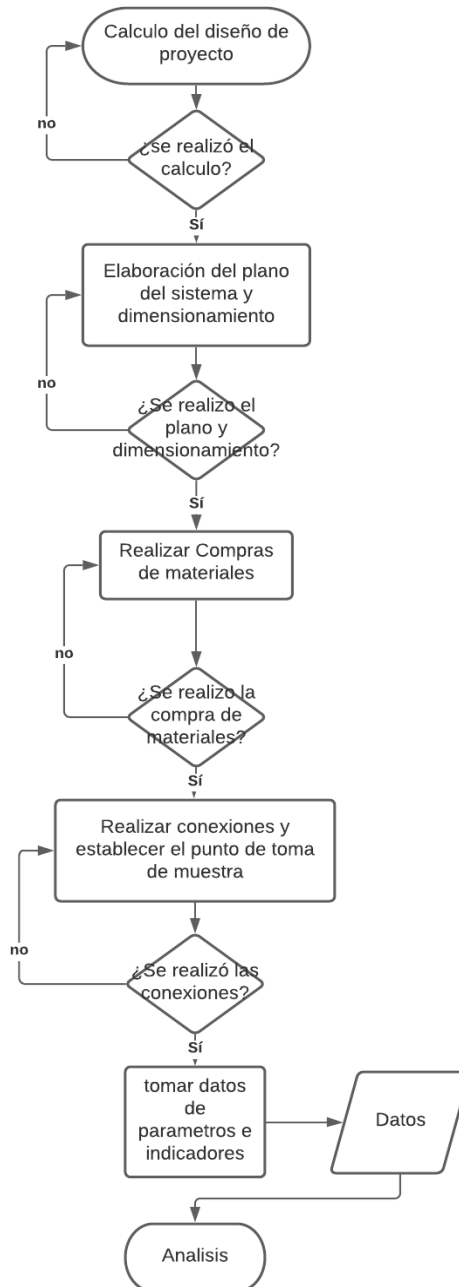 Calculo del diseño de
proyecto
no
¿se realizó el
calculo?
Sí
Elaboración del plano
del sistema y
dimensionamiento
no
¿Se realizo el
plano y
dimensionamiento?
Sí
Realizar Compras
de materiales
no
¿Se realizo la
compra de
materiales?
Sí
Realizar conexiones y
establecer el punto de toma
de muestra
no
¿Se realizó las
conexiones?
Sí
tomar datos
de
parametros e
indicadores
Datos
Analisis